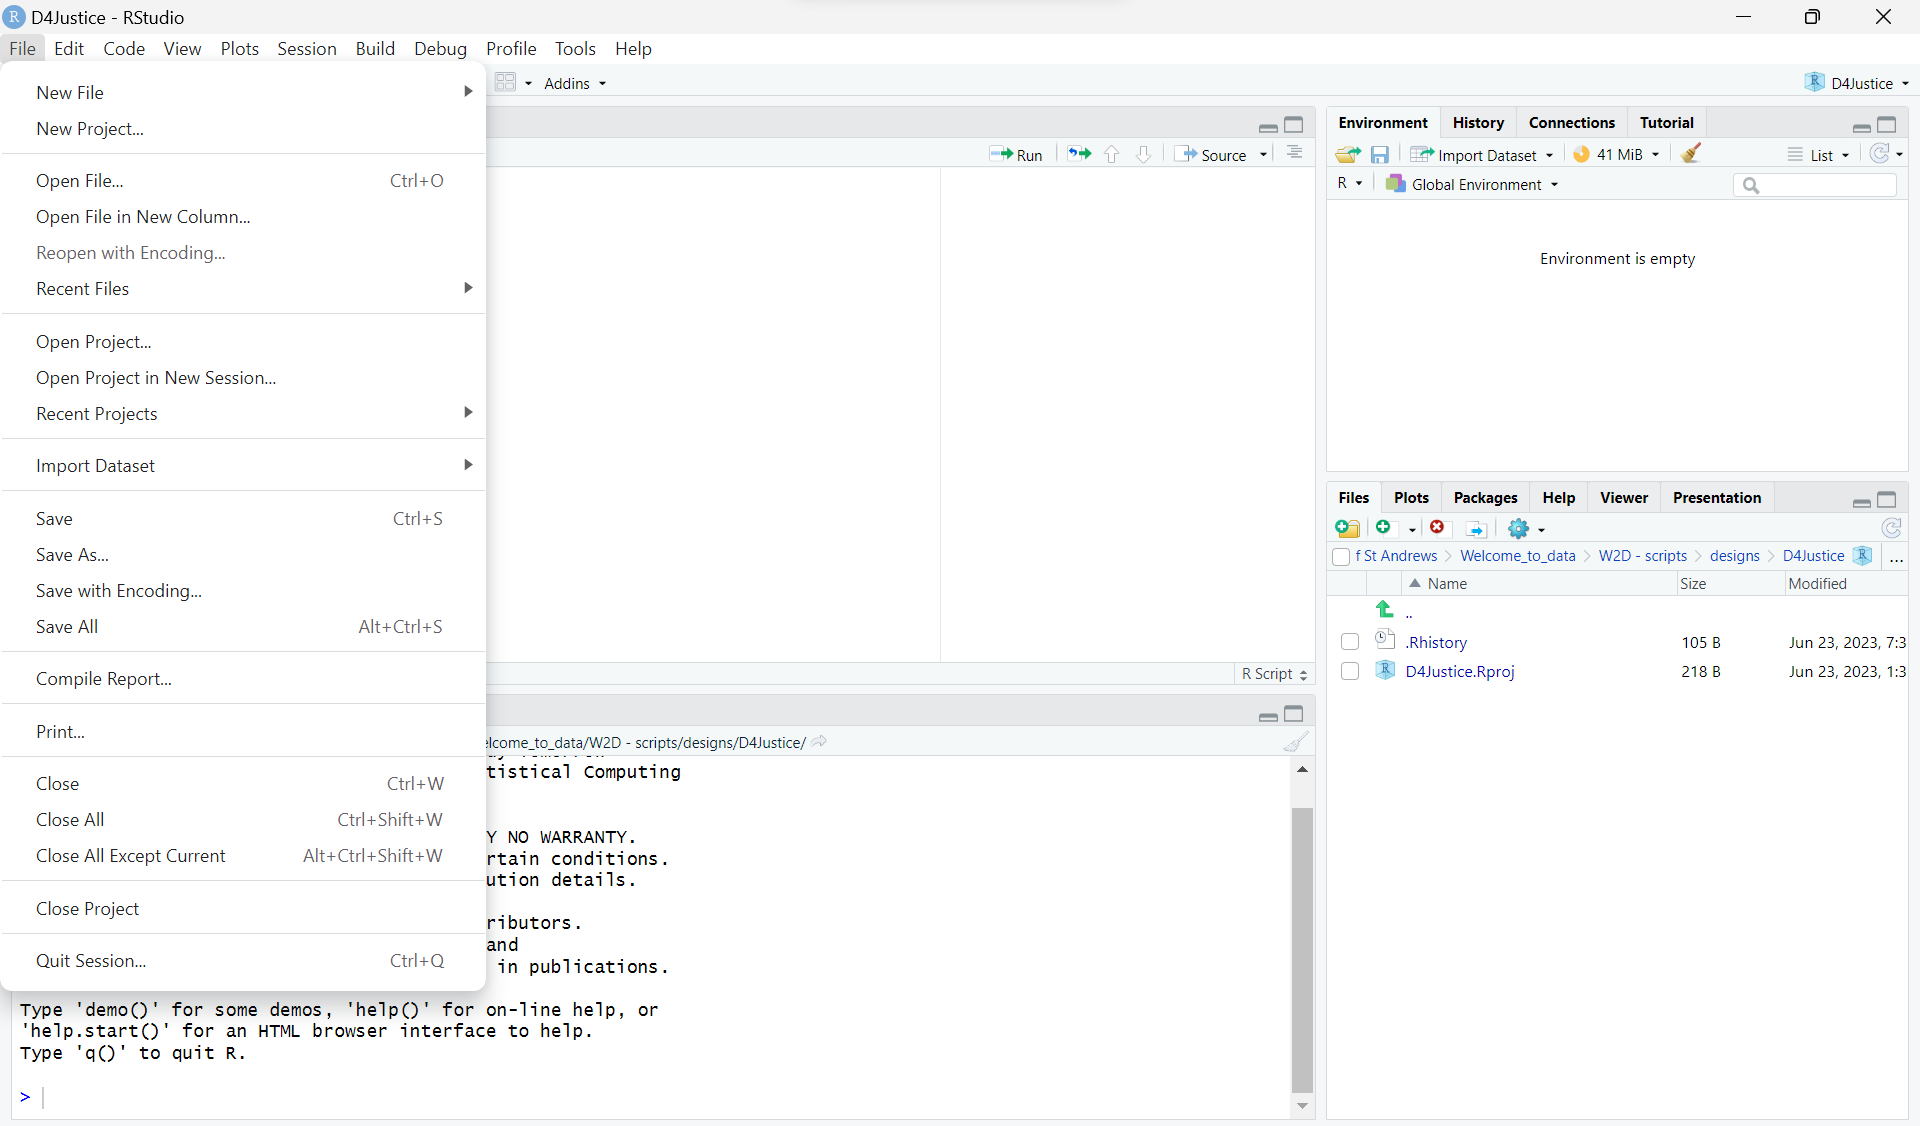 D4Justice - RStudio
File Edit Code View Plots Session Build Debug Profile Tools Help
Addins
D4Justice
New File
New Project...
Open File... Ctrl+O
Open File in New Column...
Reopen with Encoding...
Recent Files
Open Project...
Open Project in New Session...
Recent Projects
Import Dataset
Save Ctrl+S
Save As...
Save with Encoding...
Save All Alt+Ctrl+S
Compile Report...
Print...
Close Ctrl+W
Close All Ctrl+Shift+W
Close All Except Current Alt+Ctrl+Shift+W
Close Project
Quit Session... Ctrl+Q
Run Source
R Script
elcome_to_data/W2D - scripts/designs/D4Justice/
tistical Computing
Y NO WARRANTY.
rtain conditions.
ution details.
ributors.
and
in publications.
Type 'demo()' for some demos, 'help()' for on-line help, or
'help.start()' for an HTML browser interface to help.
Type 'q()' to quit R.
>
Environment History Connections Tutorial
Import Dataset 41 MiB List
R Global Environment
Environment is empty
Files Plots Packages Help Viewer Presentation
f St Andrews Welcome_to_data W2D - scripts designs D4Justice ...
Name Size Modified
..
.Rhistory 105 B Jun 23, 2023, 7:3
D4Justice.Rproj 218 B Jun 23, 2023, 1:3